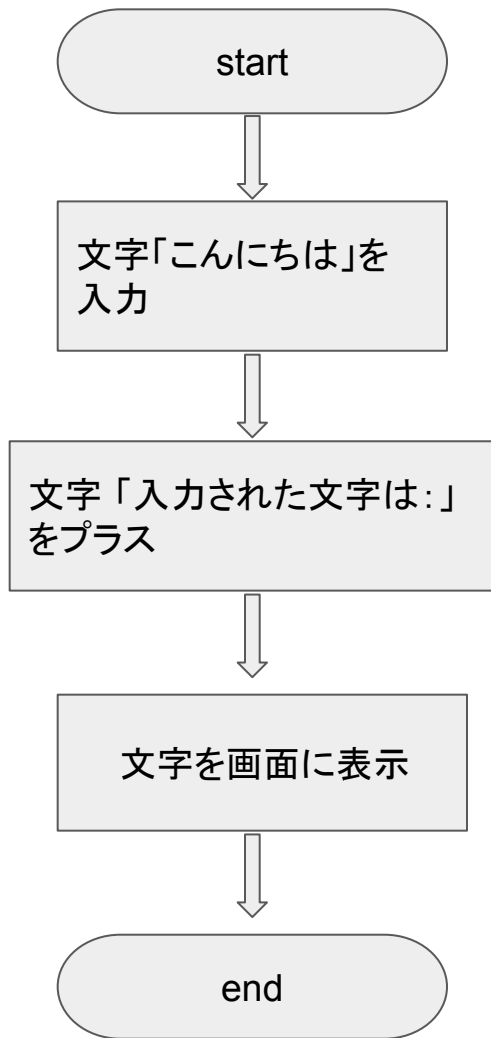 start
文字「こんにちは」を
入力
文字 「入力された文字は：」
をプラス
文字を画面に表示
end